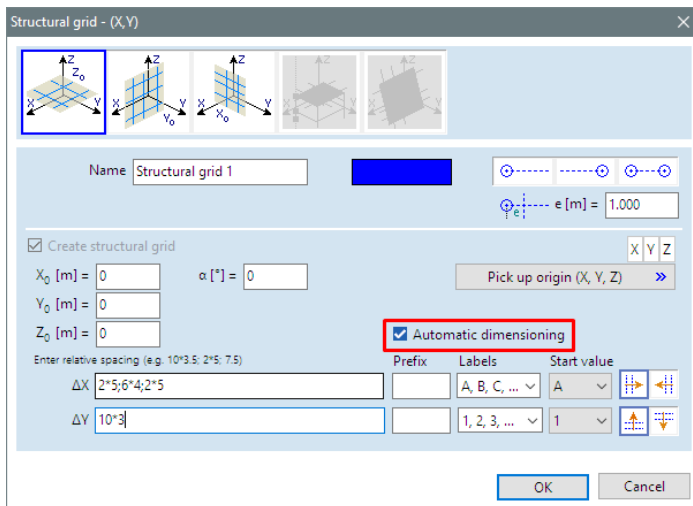 Structural grid - (X,Y)
Z Z₀ X Y
Z X Y Y₀
Z X Y X₀
Z X Y
Z X Y
Name Structural grid 1
e e [m] = 1.000
Create structural grid
X Y Z
X₀ [m] = 0 α [°] = 0 Pick up origin (X, Y, Z) »
Y₀ [m] = 0
Z₀ [m] = 0 Automatic dimensioning
Enter relative spacing (e.g. 10*3.5; 2*5; 7.5) Prefix Labels Start value
ΔX 2*5;6*4;2*5 A, B, C, ... A
ΔY 10*3 1, 2, 3, ... 1
OK Cancel